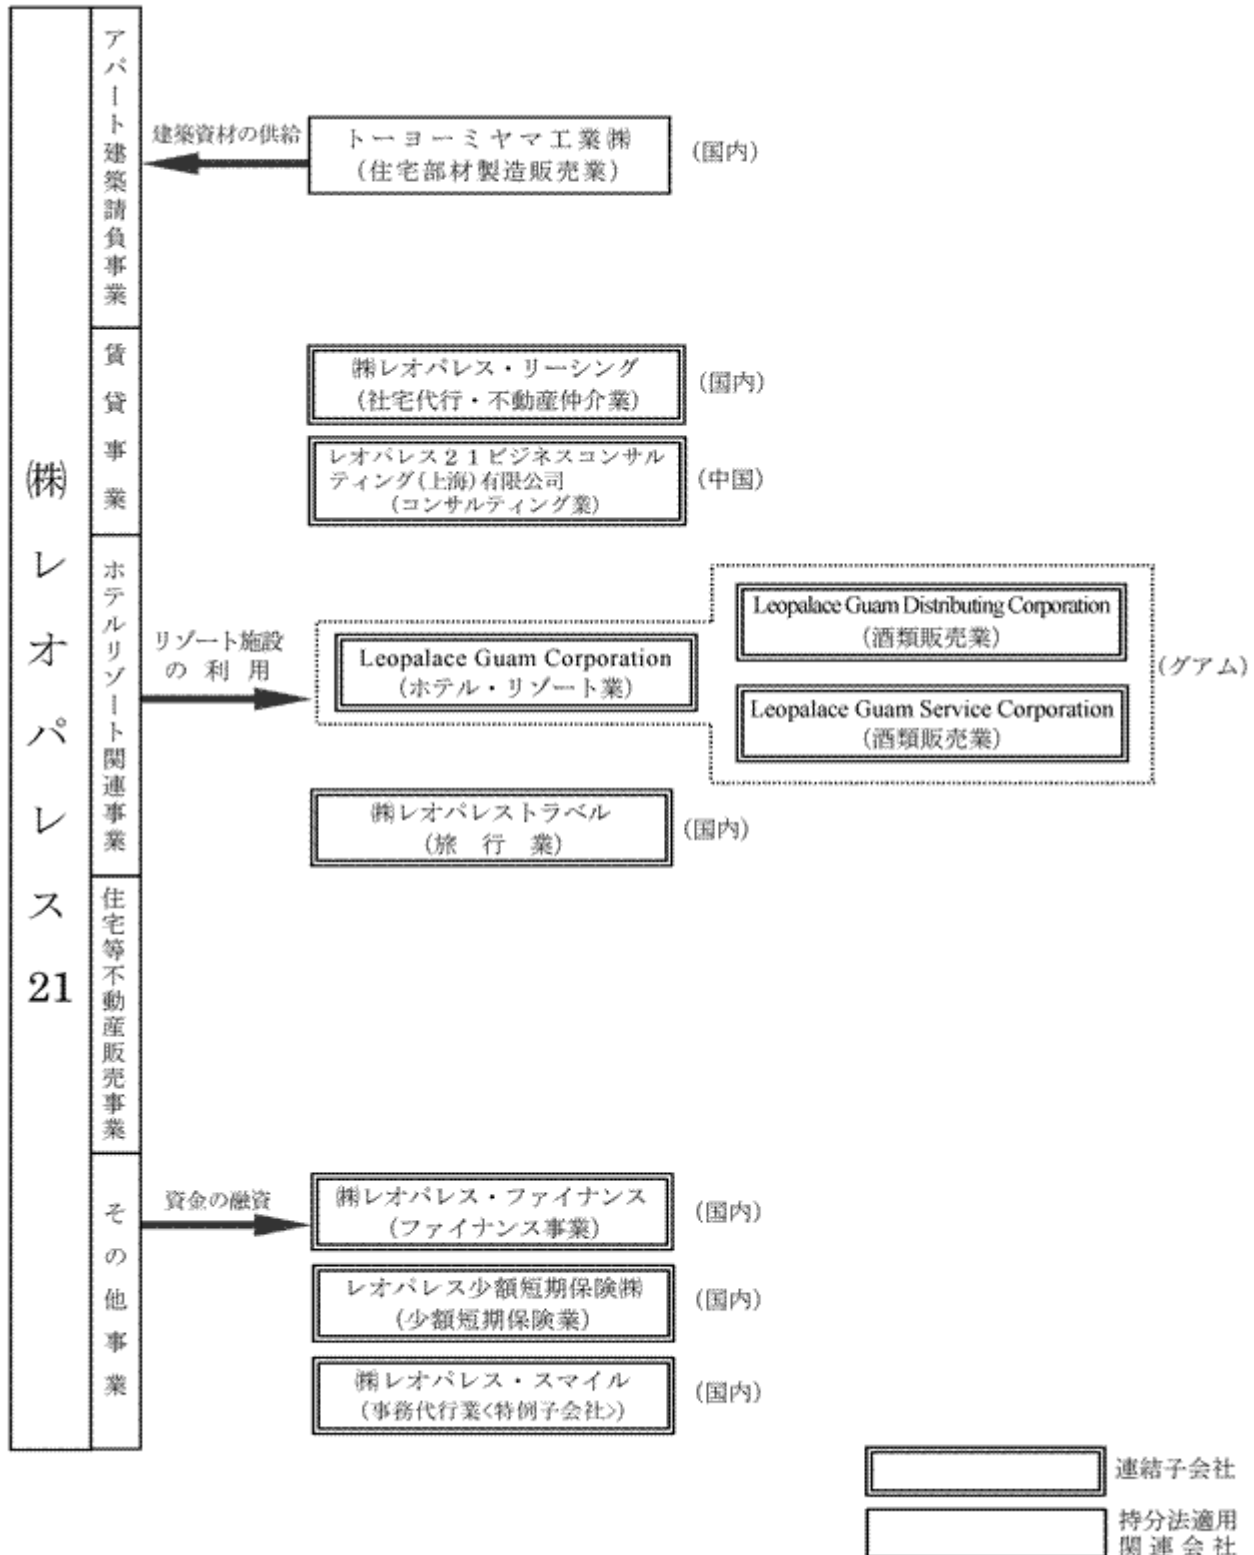 ㈱レオパレス21
アパート建築請負事業
建築資材の供給
トーヨーミヤマ工業㈱
(住宅部材製造販売業)
(国内)
賃貸事業
㈱レオパレス・リーシング
(社宅代行・不動産仲介業)
(国内)
レオパレス21ビジネスコンサル
ティング(上海)有限公司
(コンサルティング業)
(中国)
ホテルリゾート関連事業
リゾート施設
の利用
Leopalace Guam Corporation
(ホテル・リゾート業)
Leopalace Guam Distributing Corporation
(酒類販売業)
Leopalace Guam Service Corporation
(酒類販売業)
(グアム)
㈱レオパレストラベル
(旅行業)
(国内)
住宅等不動産販売事業
その他事業
資金の融資
㈱レオパレス・ファイナンス
(ファイナンス事業)
(国内)
レオパレス少額短期保険㈱
(少額短期保険業)
(国内)
㈱レオパレス・スマイル
(事務代行業<特例子会社>)
(国内)
連結子会社
持分法適用
関連会社